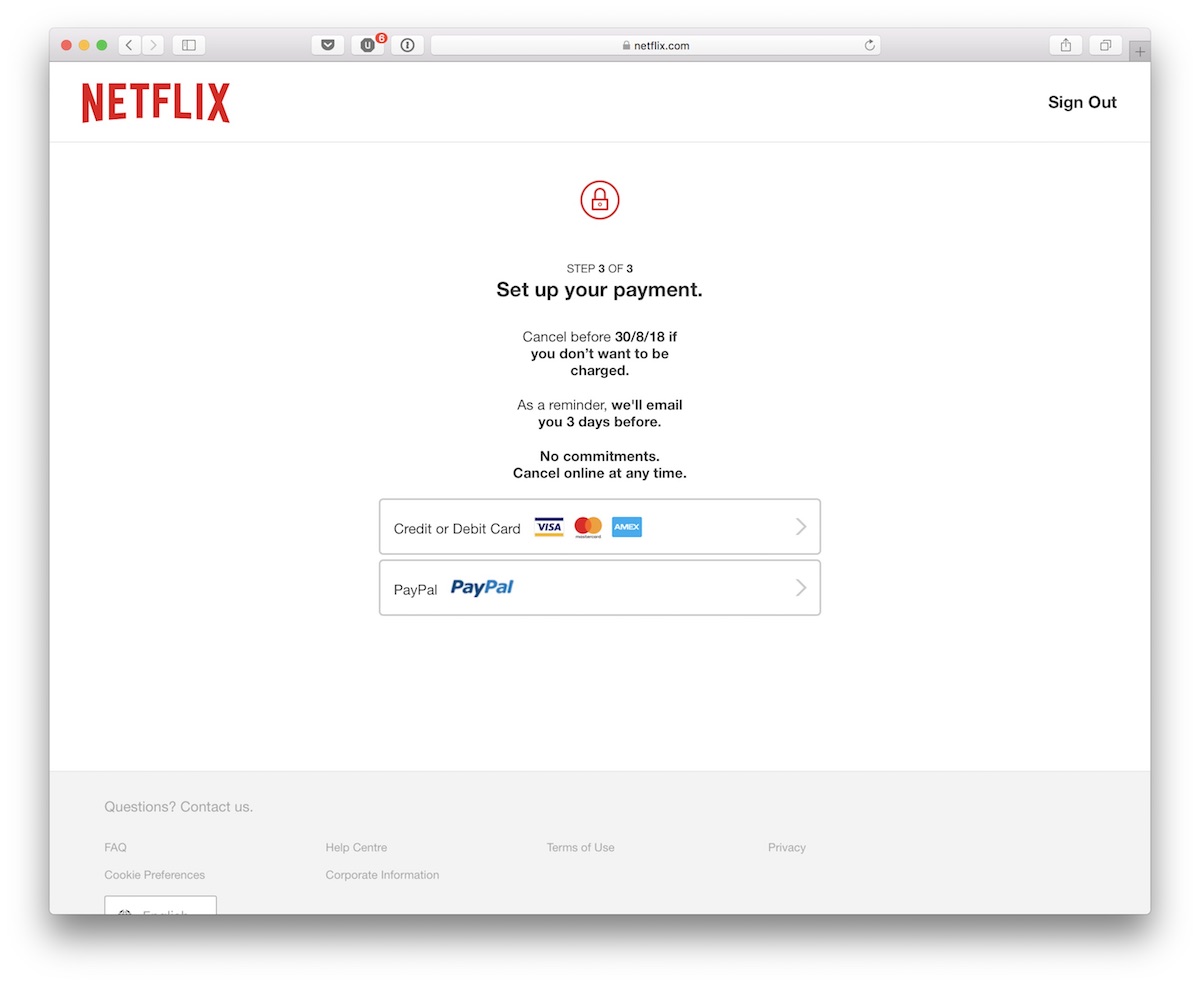 U
6
netflix.com
NETFLIX
Sign Out
STEP 3 OF 3
Set up your payment.
Cancel before 30/8/18 if
you don’t want to be
charged.
As a reminder, we'll email
you 3 days before.
No commitments.
Cancel online at any time.
Credit or Debit Card VISA mastercard AMEX
PayPal PayPal
Questions? Contact us.
FAQ Help Centre Terms of Use Privacy
Cookie Preferences Corporate Information
English